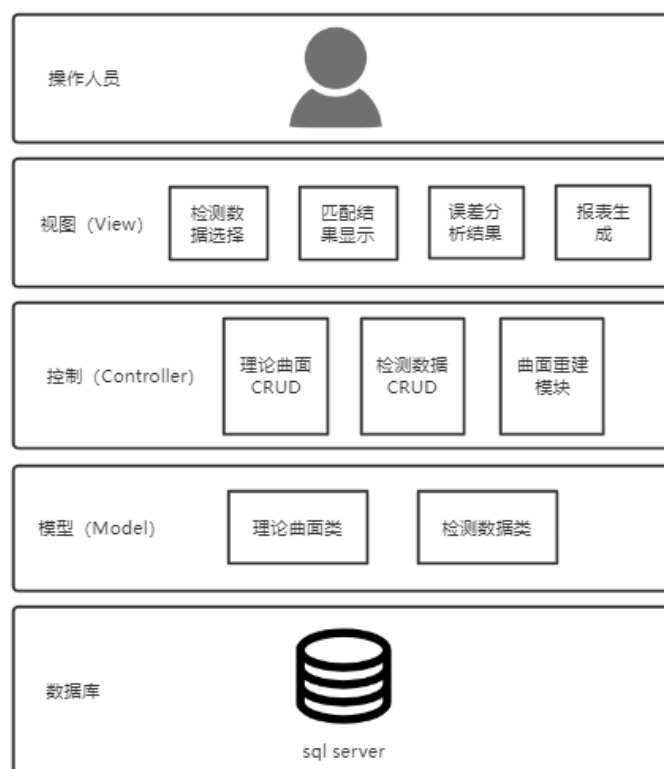 操作人员
视图（View）
检测数
据选择
匹配结
果显示
误差分
析结果
报表生
成
控制（Controller）
理论曲面
CRUD
检测数据
CRUD
曲面重建
模块
模型（Model）
理论曲面类
检测数据类
数据库
sql server